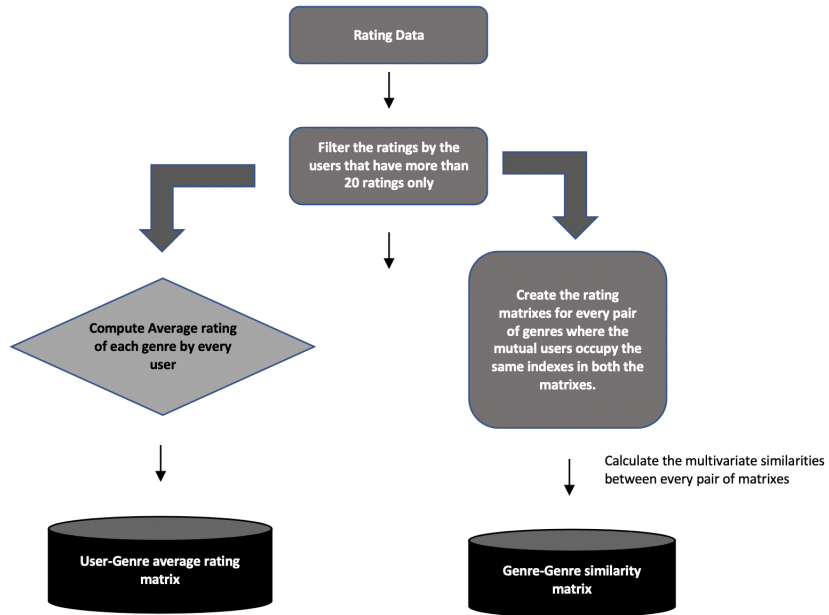 Rating Data
Filter the ratings by the
users that have more than
20 ratings only
Compute Average rating
of each genre by every
user
Create the rating
matrixes for every pair
of genres where the
mutual users occupy the
same indexes in both the
matrixes.
Calculate the multivariate similarities
between every pair of matrixes
User-Genre average rating
matrix
Genre-Genre similarity
matrix